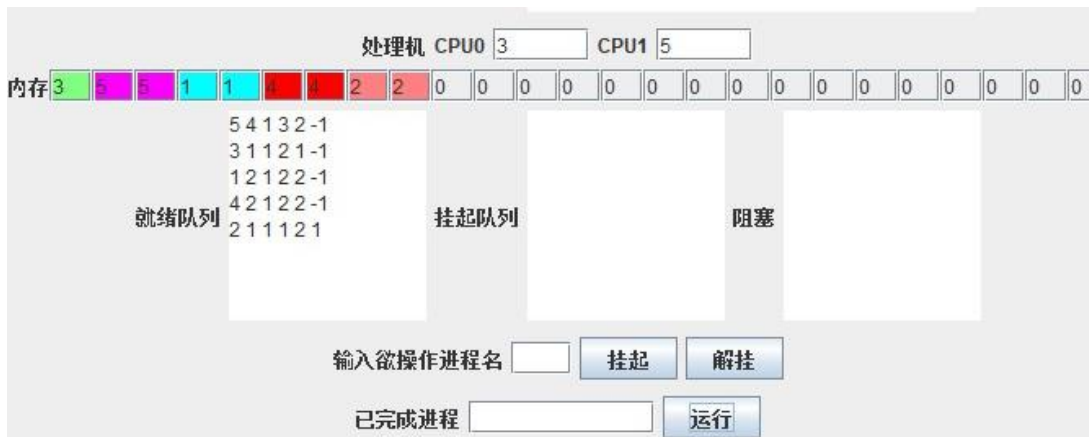 处理机 CPU0 3 CPU1 5
内存 3 5 5 1 1 4 4 2 2 0 0 0 0 0 0 0 0 0 0 0 0 0 0 0 0
就绪队列
5 4 1 3 2 -1
3 1 1 2 1 -1
1 2 1 2 2 -1
4 2 1 2 2 -1
2 1 1 1 2 1
挂起队列
阻塞
输入欲操作进程名 挂起 解挂
已完成进程 运行